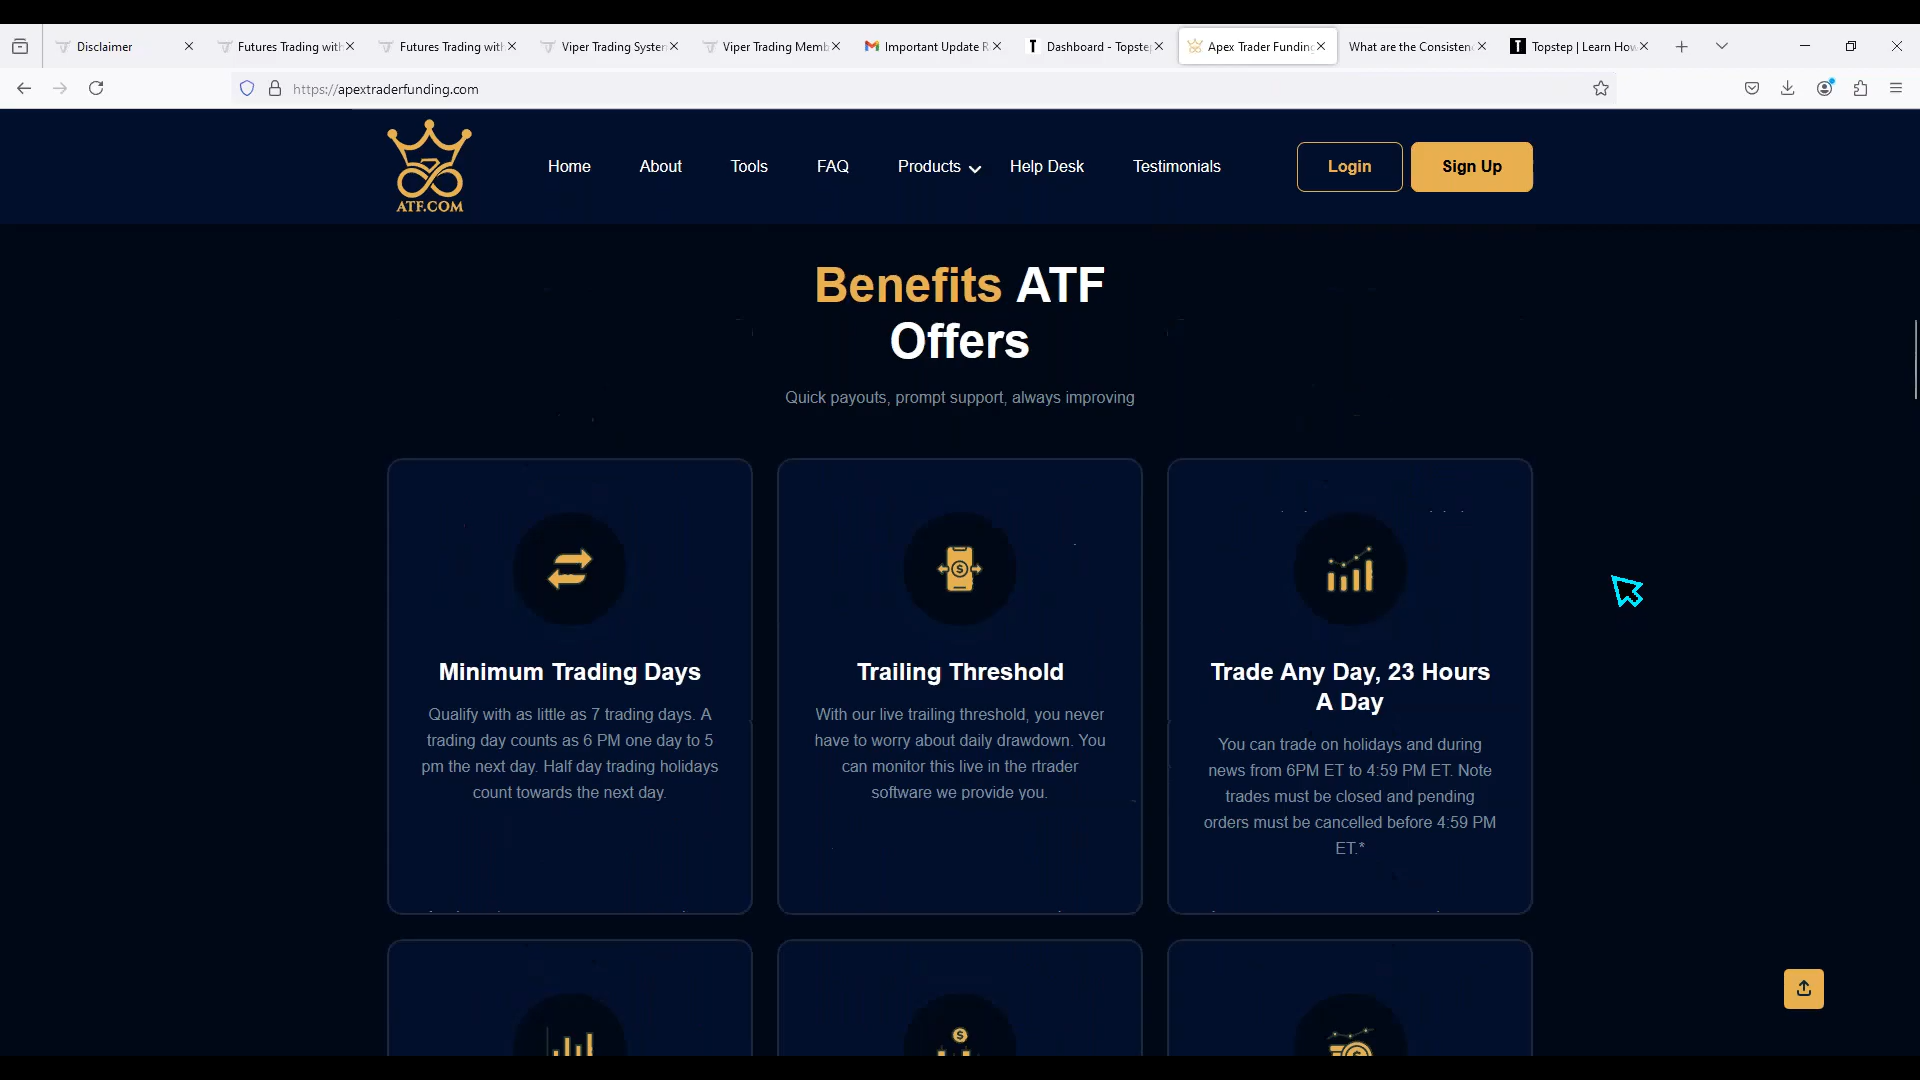 Disclaimer
Futures Trading with
Futures Trading with
Viper Trading System
Viper Trading Memb
Important Update R
Dashboard - Topste
Apex Trader Funding
What are the Consisten
Topstep | Learn How
https://apextraderfunding.com
ATF.COM
Home
About
Tools
FAQ
Products
Help Desk
Testimonials
Login
Sign Up
Benefits ATF
Offers
Quick payouts, prompt support, always improving
Minimum Trading Days
Qualify with as little as 7 trading days. A
trading day counts as 6 PM one day to 5
pm the next day. Half day trading holidays
count towards the next day.
Trailing Threshold
With our live trailing threshold, you never
have to worry about daily drawdown. You
can monitor this live in the rtrader
software we provide you.
Trade Any Day, 23 Hours
A Day
You can trade on holidays and during
news from 6PM ET to 4:59 PM ET. Note
trades must be closed and pending
orders must be cancelled before 4:59 PM
ET.*